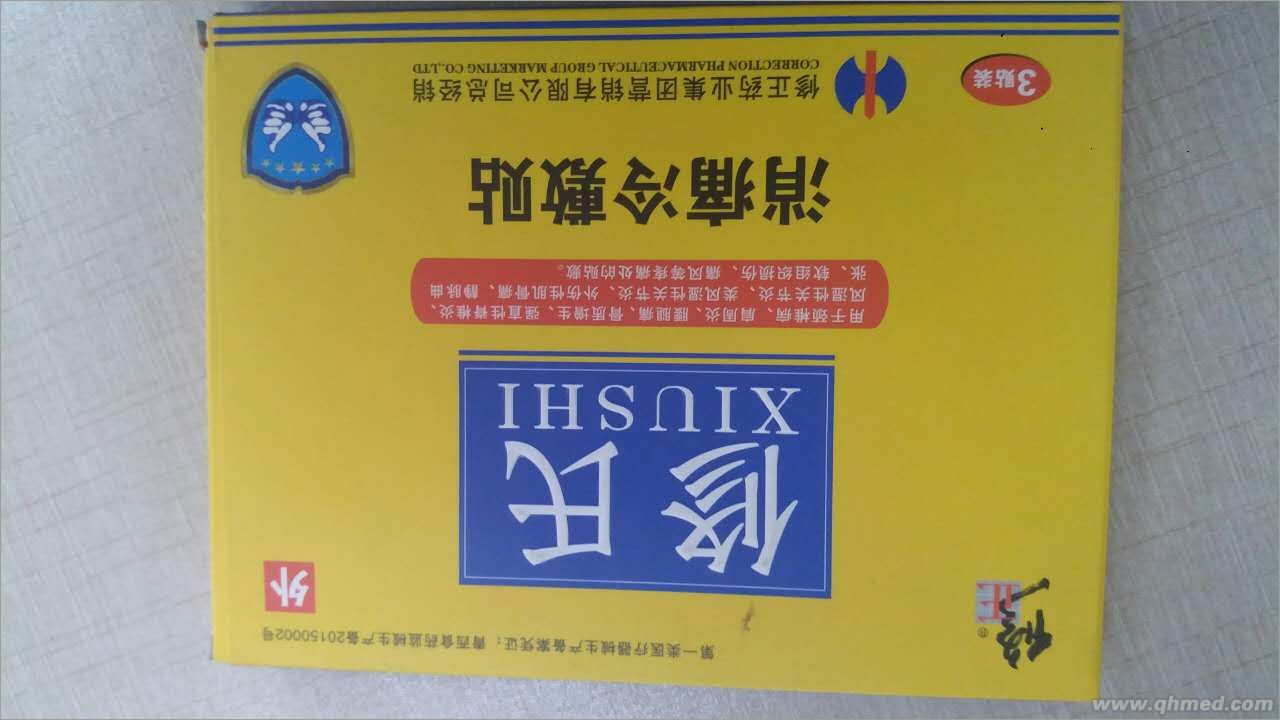 第一类医疗器械生产备案凭证：青西食药监械生产备20150002号
修正®
外
修氏
XIUSHI
用于颈椎病、肩周炎、腰腿痛、骨质增生、强直性脊椎炎、
风湿性关节炎、类风湿性关节炎、外伤性肌骨痛、静脉曲
张、软组织损伤、痛风等疼痛处的贴敷。
消痛冷敷贴
修正药业集团营销有限公司总经销
CORRECTION PHARMACEUTICAL GROUP MARKETING CO.,LTD
3贴装
www.qhmed.com